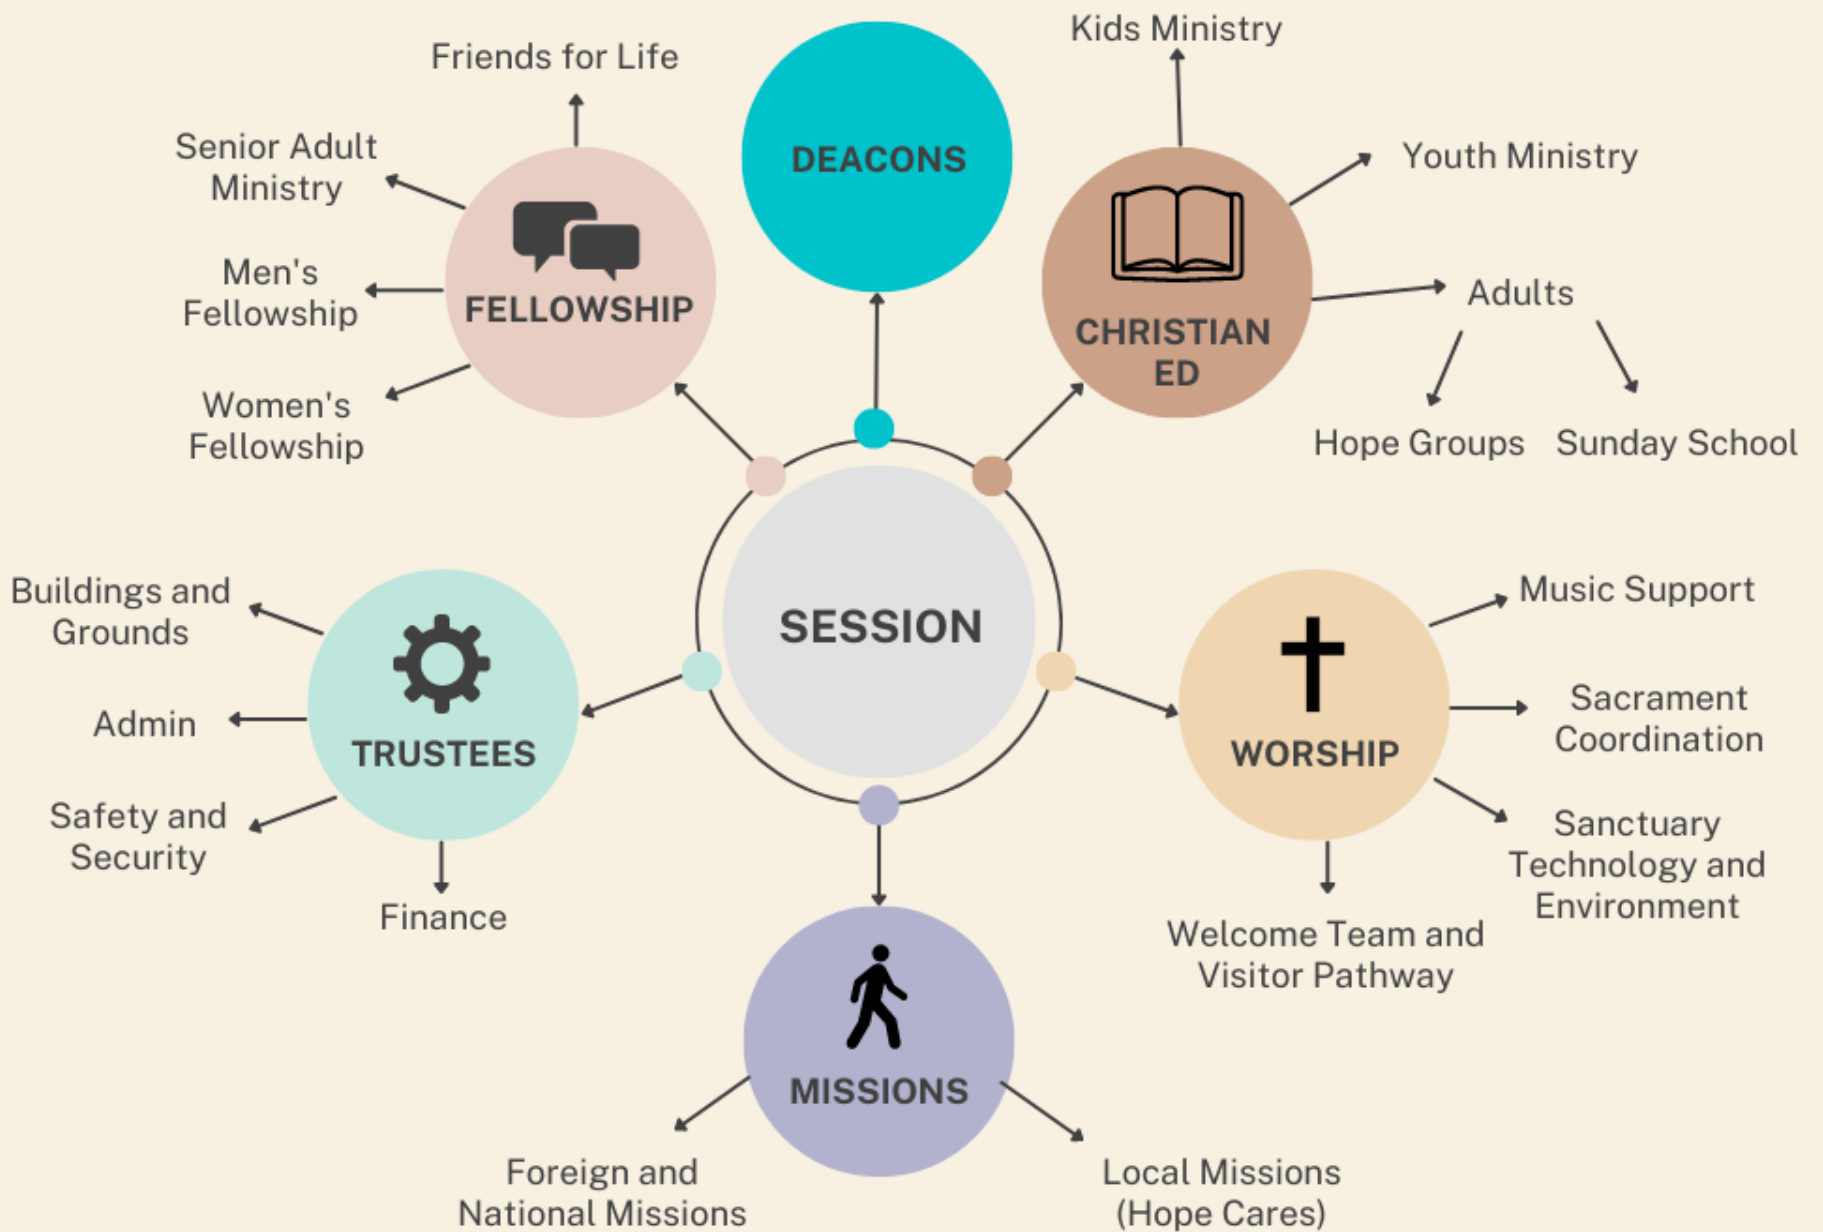 Kids Ministry
Friends for Life
DEACONS
Senior Adult
Ministry
Youth Ministry
Men's
Fellowship
FELLOWSHIP
CHRISTIAN
ED
Adults
Women's
Fellowship
Hope Groups
Sunday School
SESSION
Buildings and
Grounds
Admin
Safety and
Security
TRUSTEES
Finance
WORSHIP
Music Support
Sacrament
Coordination
Sanctuary
Technology and
Environment
Welcome Team and
Visitor Pathway
MISSIONS
Foreign and
National Missions
Local Missions
(Hope Cares)